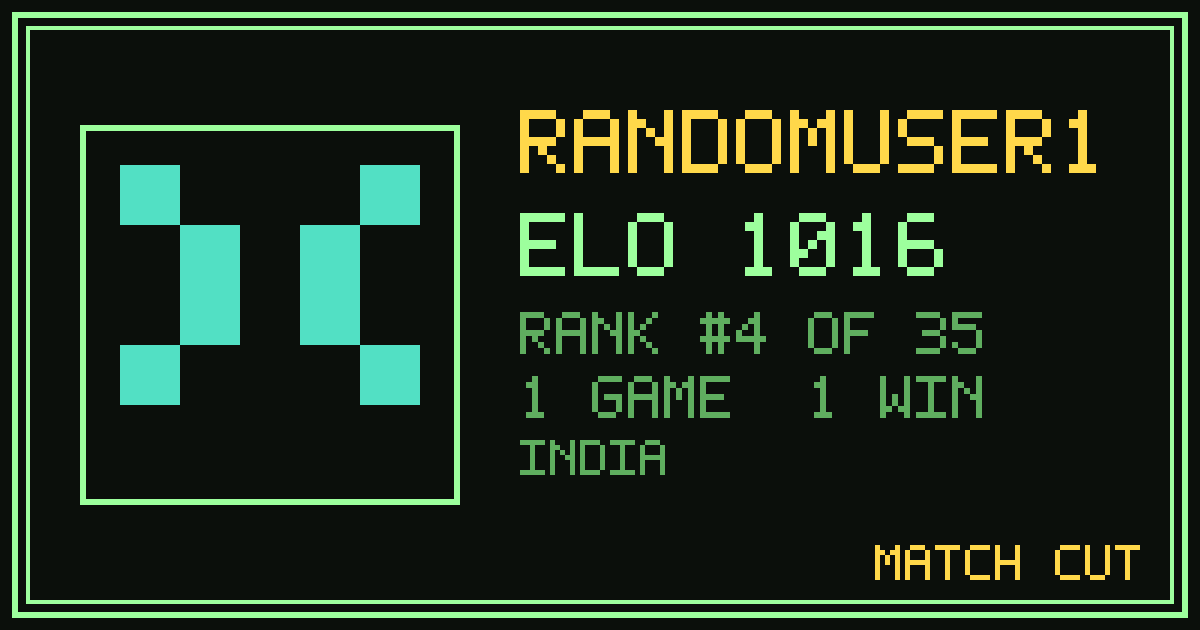 RANDOMUSER1
ELO 1016
RANK #4 OF 35
1 GAME  1 WIN
INDIA
MATCH CUT